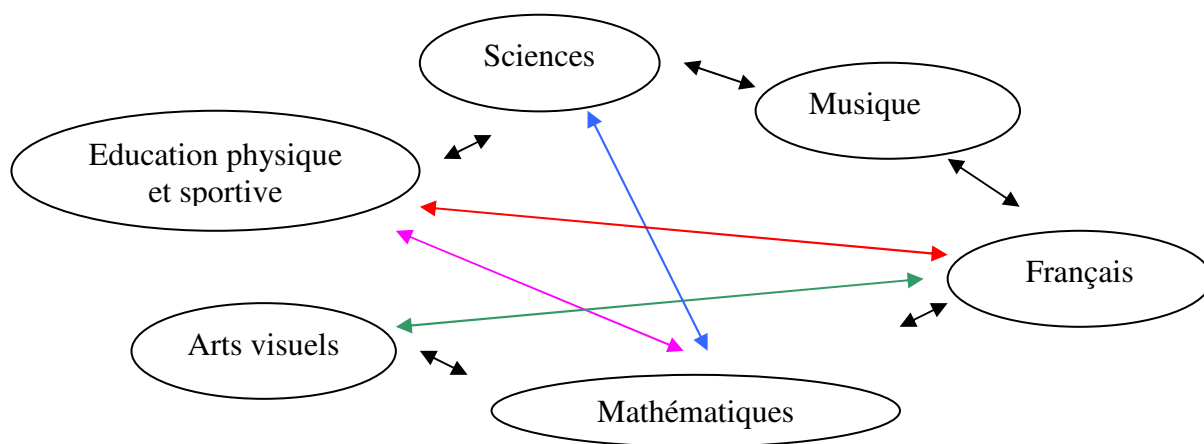 Sciences
Musique
Education physique
et sportive
Français
Arts visuels
Mathématiques